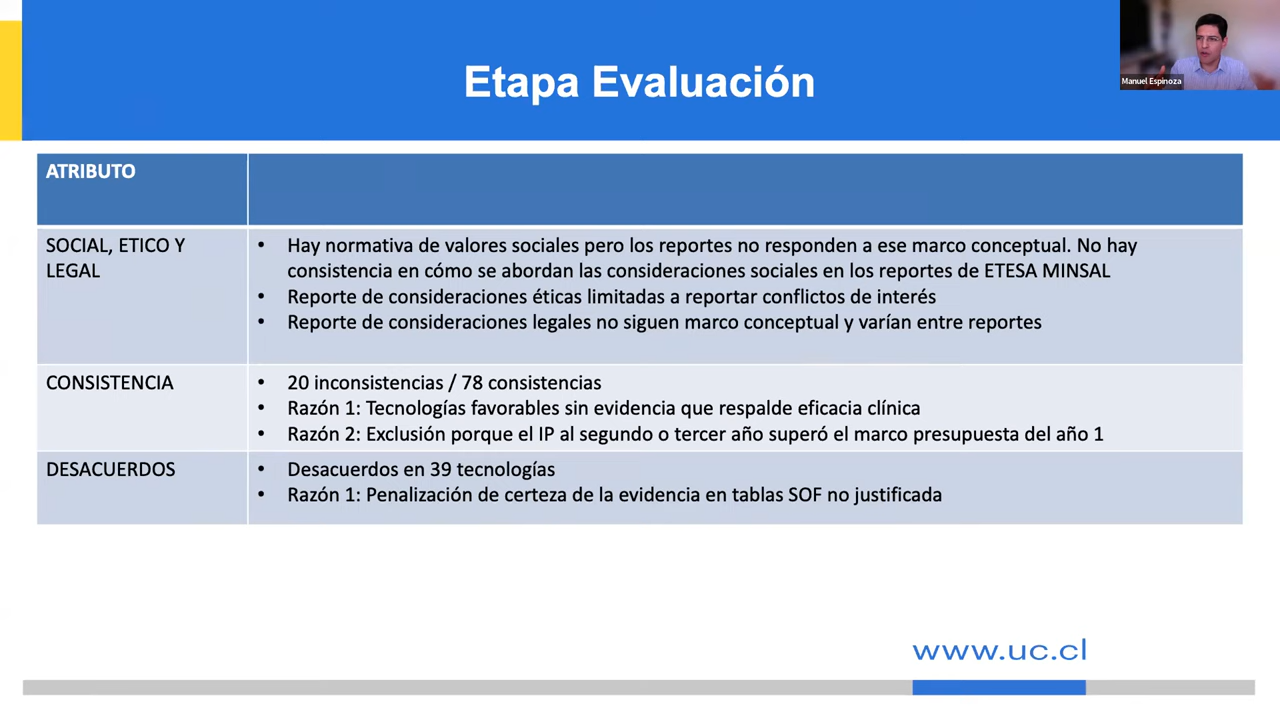 Etapa Evaluación
Manuel Espinoza
ATRIBUTO
SOCIAL, ETICO Y
LEGAL
• Hay normativa de valores sociales pero los reportes no responden a ese marco conceptual. No hay
consistencia en cómo se abordan las consideraciones sociales en los reportes de ETESA MINSAL
• Reporte de consideraciones éticas limitadas a reportar conflictos de interés
• Reporte de consideraciones legales no siguen marco conceptual y varían entre reportes
CONSISTENCIA
• 20 inconsistencias / 78 consistencias
• Razón 1: Tecnologías favorables sin evidencia que respalde eficacia clínica
• Razón 2: Exclusión porque el IP al segundo o tercer año superó el marco presupuesta del año 1
DESACUERDOS
• Desacuerdos en 39 tecnologías
• Razón 1: Penalización de certeza de la evidencia en tablas SOF no justificada
www.uc.cl